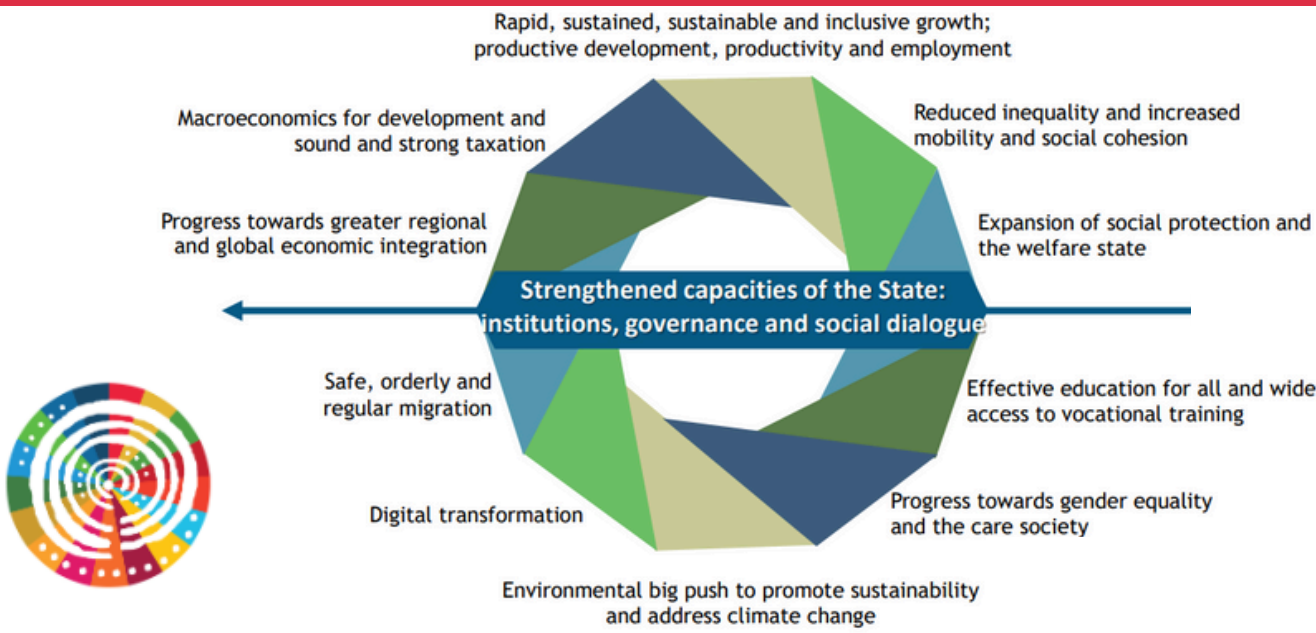 Rapid, sustained, sustainable and inclusive growth;
productive development, productivity and employment
Macroeconomics for development and
sound and strong taxation
Reduced inequality and increased
mobility and social cohesion
Progress towards greater regional
and global economic integration
Expansion of social protection and
the welfare state
Strengthened capacities of the State:
institutions, governance and social dialogue
Safe, orderly and
regular migration
Effective education for all and wide
access to vocational training
Digital transformation
Progress towards gender equality
and the care society
Environmental big push to promote sustainability
and address climate change